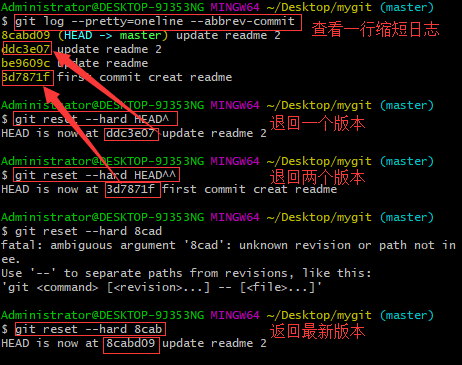 Administrator@DESKTOP-9J353NG MINGW64 ~/Desktop/mygit (master)
$ git log --pretty=oneline --abbrev-commit
查看一行缩短日志
8cabd09 (HEAD -> master) update readme 2
ddc3e07 update readme 2
be9609c update readme
3d7871f first commit creat readme
Administrator@DESKTOP-9J353NG MINGW64 ~/Desktop/mygit (master)
$ git reset --hard HEAD^
退回一个版本
HEAD is now at ddc3e07 update readme 2
Administrator@DESKTOP-9J353NG MINGW64 ~/Desktop/mygit (master)
$ git reset --hard HEAD^^
退回两个版本
HEAD is now at 3d7871f first commit creat readme
Administrator@DESKTOP-9J353NG MINGW64 ~/Desktop/mygit (master)
$ git reset --hard 8cad
fatal: ambiguous argument '8cad': unknown revision or path not in
ee.
Use '--' to separate paths from revisions, like this:
'git <command> [<revision>...] -- [<file>...]'
Administrator@DESKTOP-9J353NG MINGW64 ~/Desktop/mygit (master)
$ git reset --hard 8cab
返回最新版本
HEAD is now at 8cabd09 update readme 2